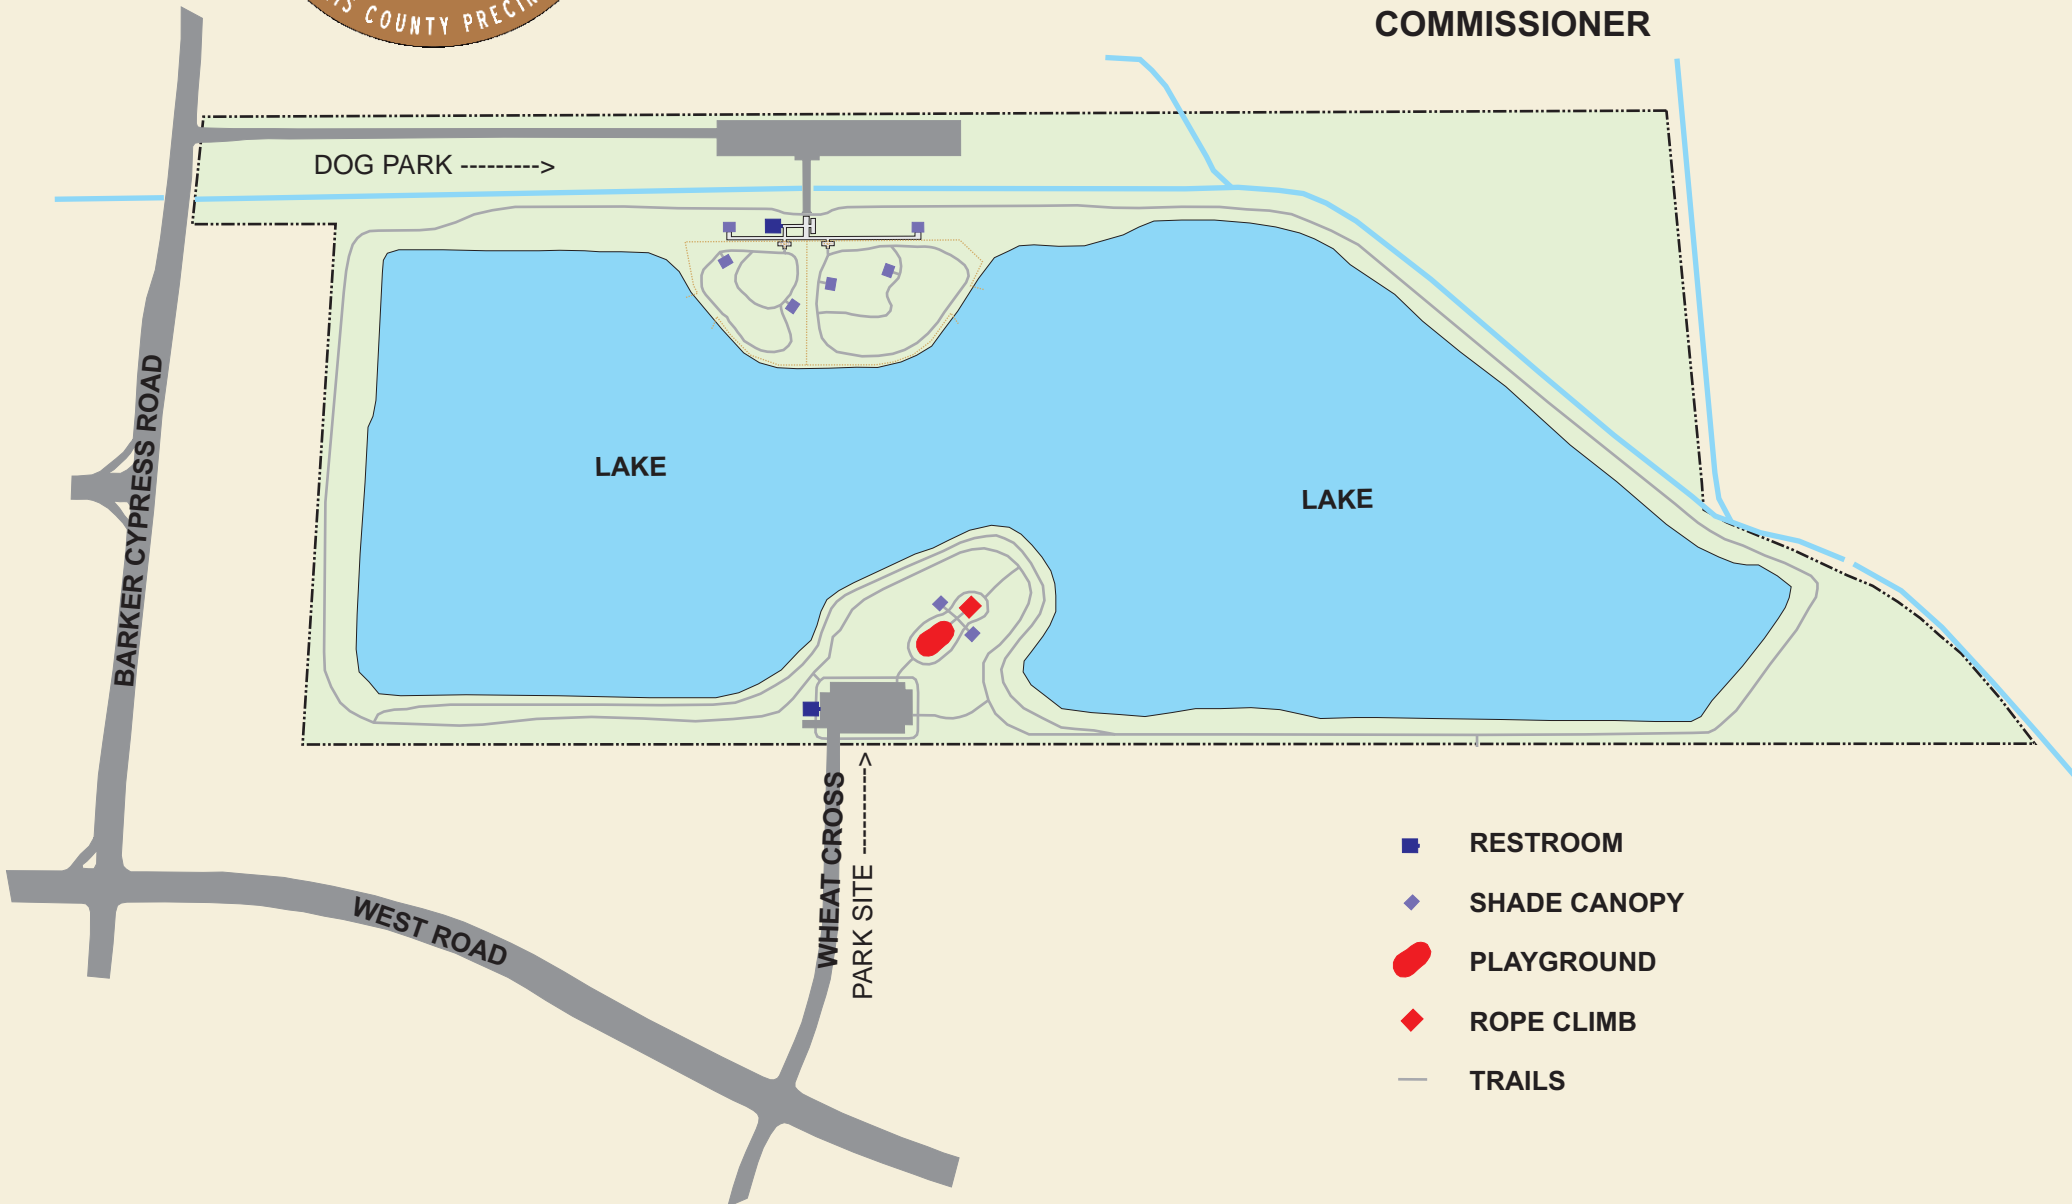 COUNTY
COMMISSIONER
DOG PARK --------->
LAKE
LAKE
BARKER CYPRESS ROAD
WEST ROAD
WHEAT CROSS
PARK SITE --------->
RESTROOM
SHADE CANOPY
PLAYGROUND
ROPE CLIMB
TRAILS